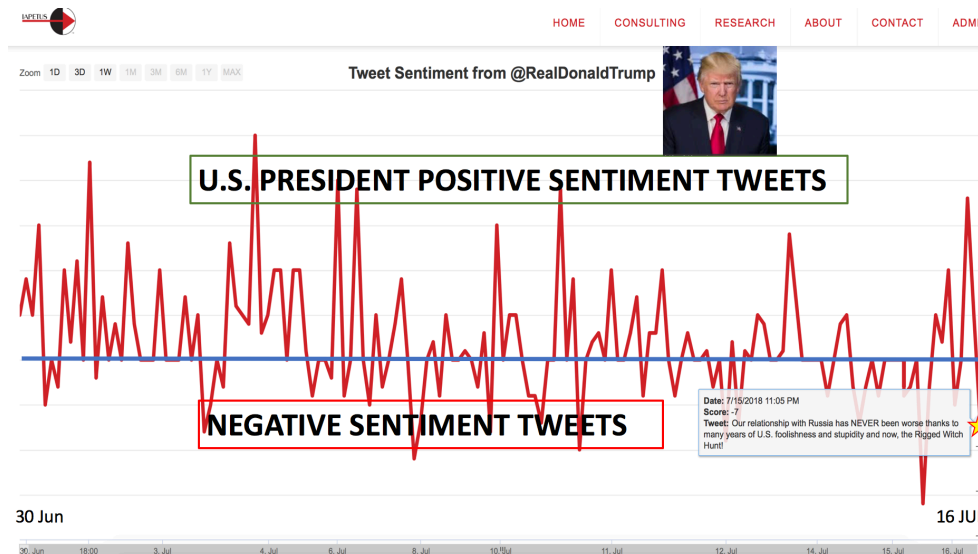 IAPETUS
HOME CONSULTING RESEARCH ABOUT CONTACT ADMI
Zoom 1D 3D 1W 1M 3M 6M 1Y MAX
Tweet Sentiment from @RealDonaldTrump
U.S. PRESIDENT POSITIVE SENTIMENT TWEETS
Date: 7/15/2018 11:05 PM
Score: -7
Tweet: Our relationship with Russia has NEVER been worse thanks to
many years of U.S. foolishness and stupidity and now, the Rigged Witch
Hunt!
NEGATIVE SENTIMENT TWEETS
30 Jun 16 JU
30. Jun 18:00 3. Jul 4. Jul 6. Jul 8. Jul 10. Jul 11. Jul 12. Jul 14. Jul 15. Jul 16. Jul